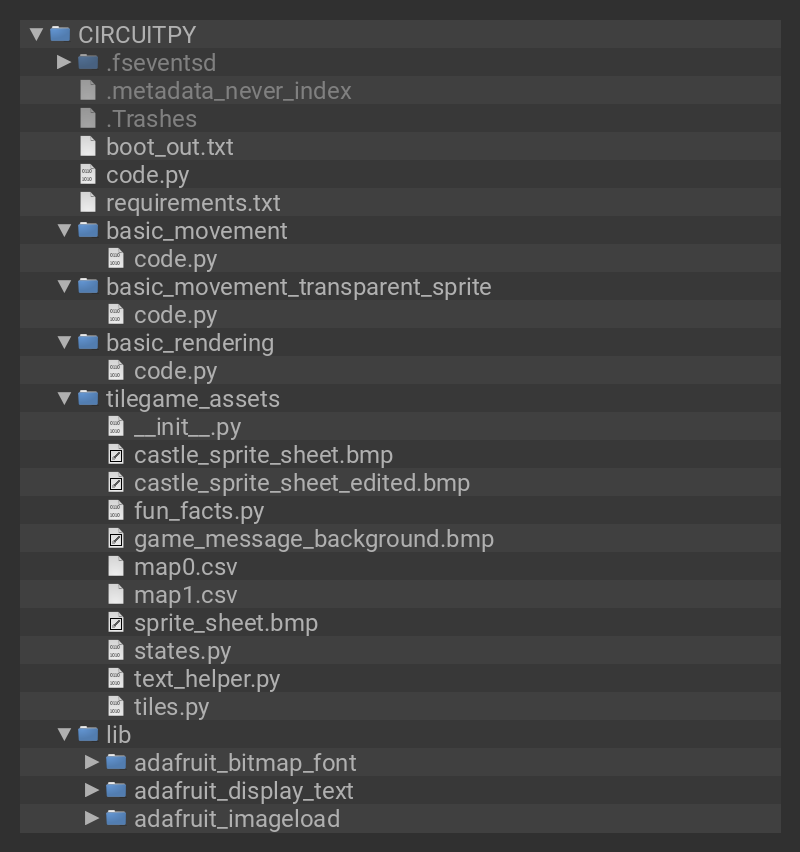 CIRCUITPY
.fseventsd
.metadata_never_index
.Trashes
boot_out.txt
code.py
requirements.txt
basic_movement
code.py
basic_movement_transparent_sprite
code.py
basic_rendering
code.py
tilegame_assets
__init__.py
castle_sprite_sheet.bmp
castle_sprite_sheet_edited.bmp
fun_facts.py
game_message_background.bmp
map0.csv
map1.csv
sprite_sheet.bmp
states.py
text_helper.py
tiles.py
lib
adafruit_bitmap_font
adafruit_display_text
adafruit_imageload